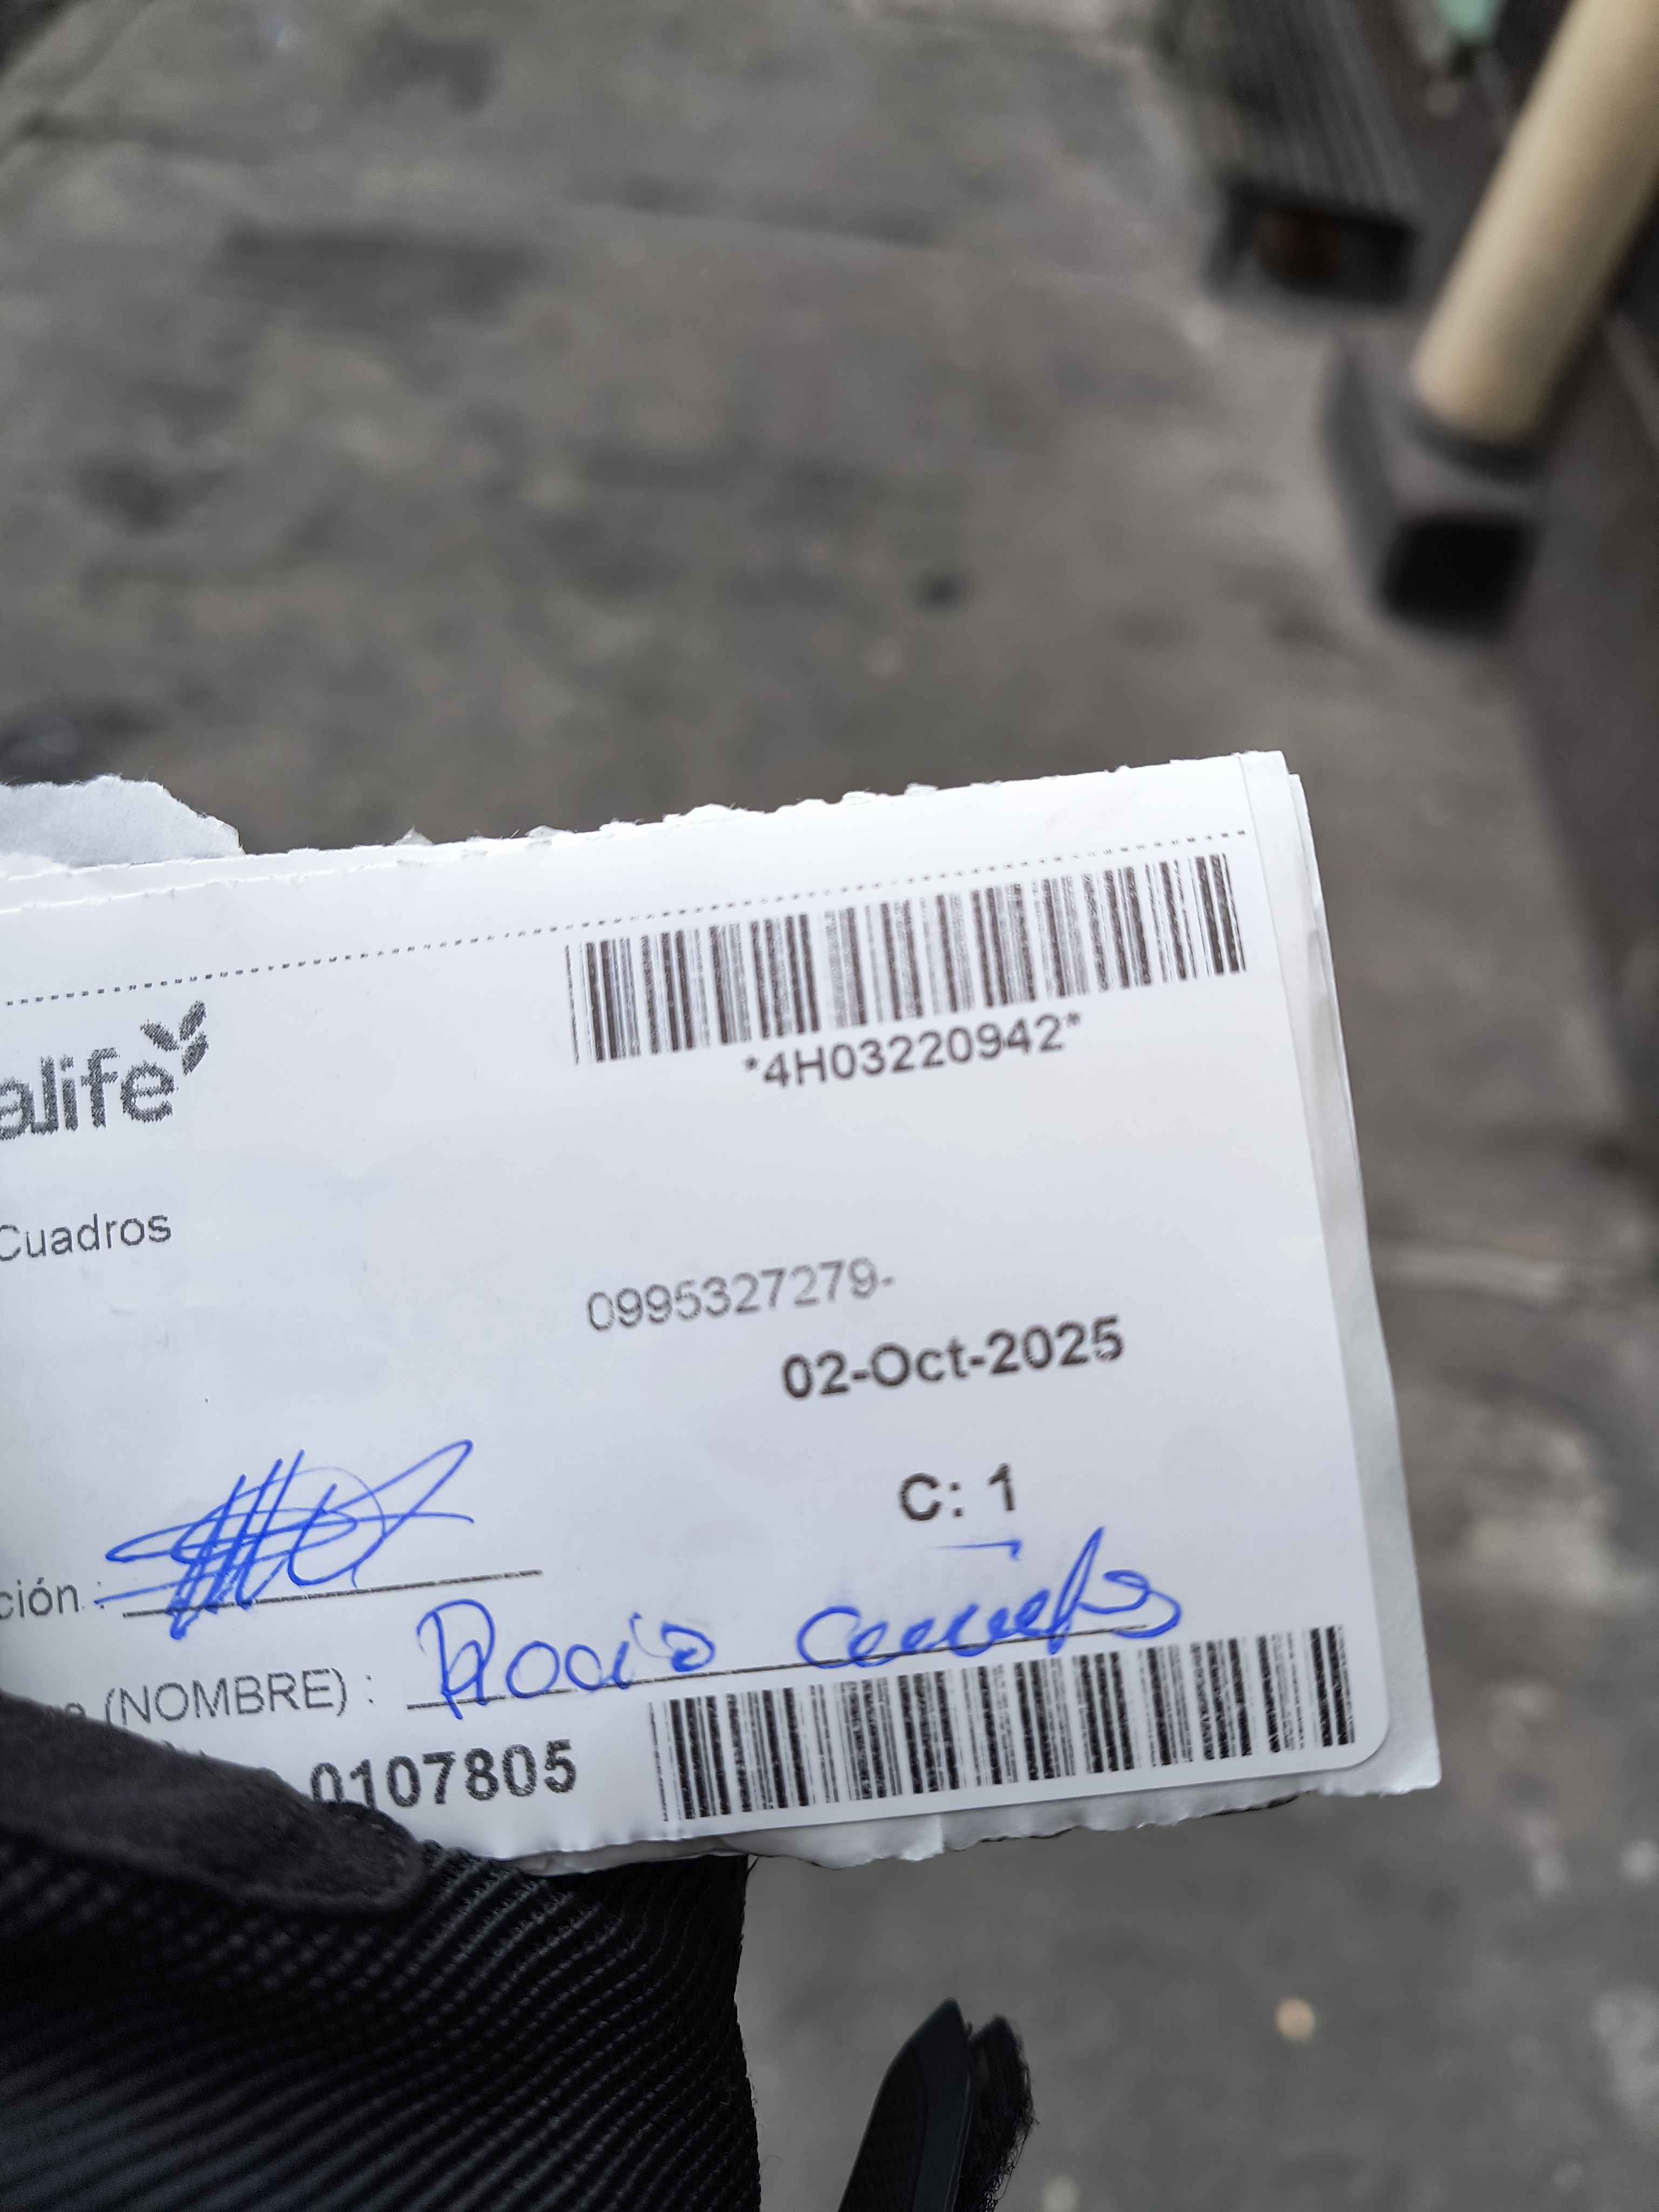 *4H03220942*
alife
Cuadros
0995327279-
02-Oct-2025
C: 1
ción :
(NOMBRE) : Rocio
0107805